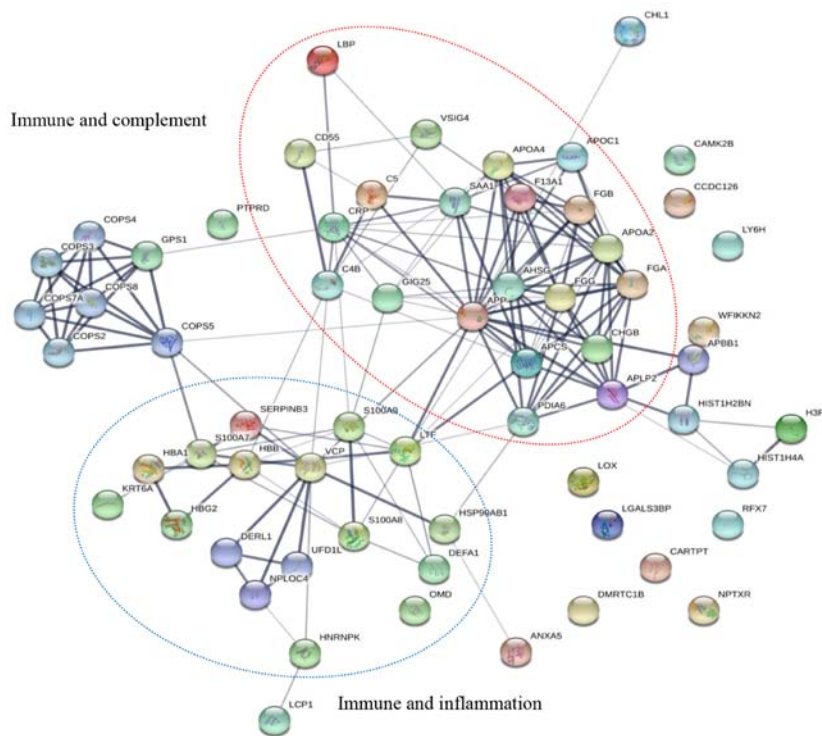 CHL1
LBP
Immune and complement
VSIG4
CD55
APOA4
APOC1
CAMK2B
C5
SAA1
F13A1
FGB
CCDC126
PTPRD
CRP
COPS4
GPS1
APOA2
LY6H
COPS3
C4B
AHSG
FGG
FGA
GIG25
APP
COPS7A
COPS8
CHGB
WFIKKN2
COPS2
COPS5
APCS
APBB1
APLP2
PDIA6
HIST1H2BN
SERPINB3
S100A9
LTF
S100A7
HBA1
HBB
VCP
HIST1H4A
KRT6A
HBG2
S100A8
HSP90AB1
LOX
LGALS3BP
RFX7
DERL1
UFD1L
DEFA1
NPLOC4
CARTPT
OMD
DMRTC1B
NPTXR
HNRNPK
ANXA5
LCP1
Immune and inflammation